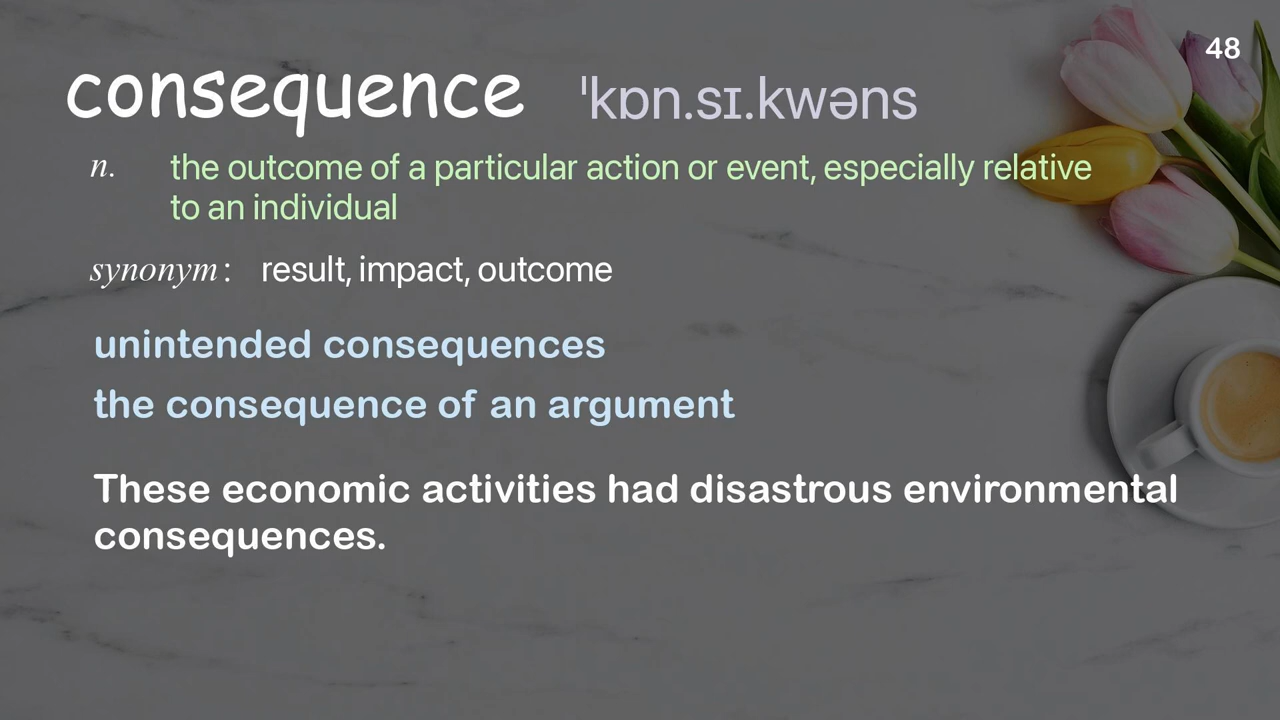 48
consequence ˈkɒn.sɪ.kwəns
n. the outcome of a particular action or event, especially relative
to an individual
synonym: result, impact, outcome
unintended consequences
the consequence of an argument
These economic activities had disastrous environmental
consequences.